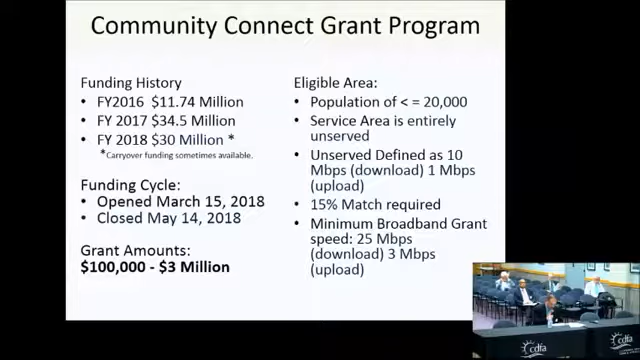 Community Connect Grant Program
Funding History
• FY2016 $11.74 Million
• FY 2017 $34.5 Million
• FY 2018 $30 Million *
*Carryover funding sometimes available.
Funding Cycle:
• Opened March 15, 2018
• Closed May 14, 2018
Grant Amounts:
$100,000 - $3 Million
Eligible Area:
• Population of < = 20,000
• Service Area is entirely
unserved
• Unserved Defined as 10
Mbps (download) 1 Mbps
(upload)
• 15% Match required
• Minimum Broadband Grant
speed: 25 Mbps
(download) 3 Mbps
(upload)
cdfa
cdfa